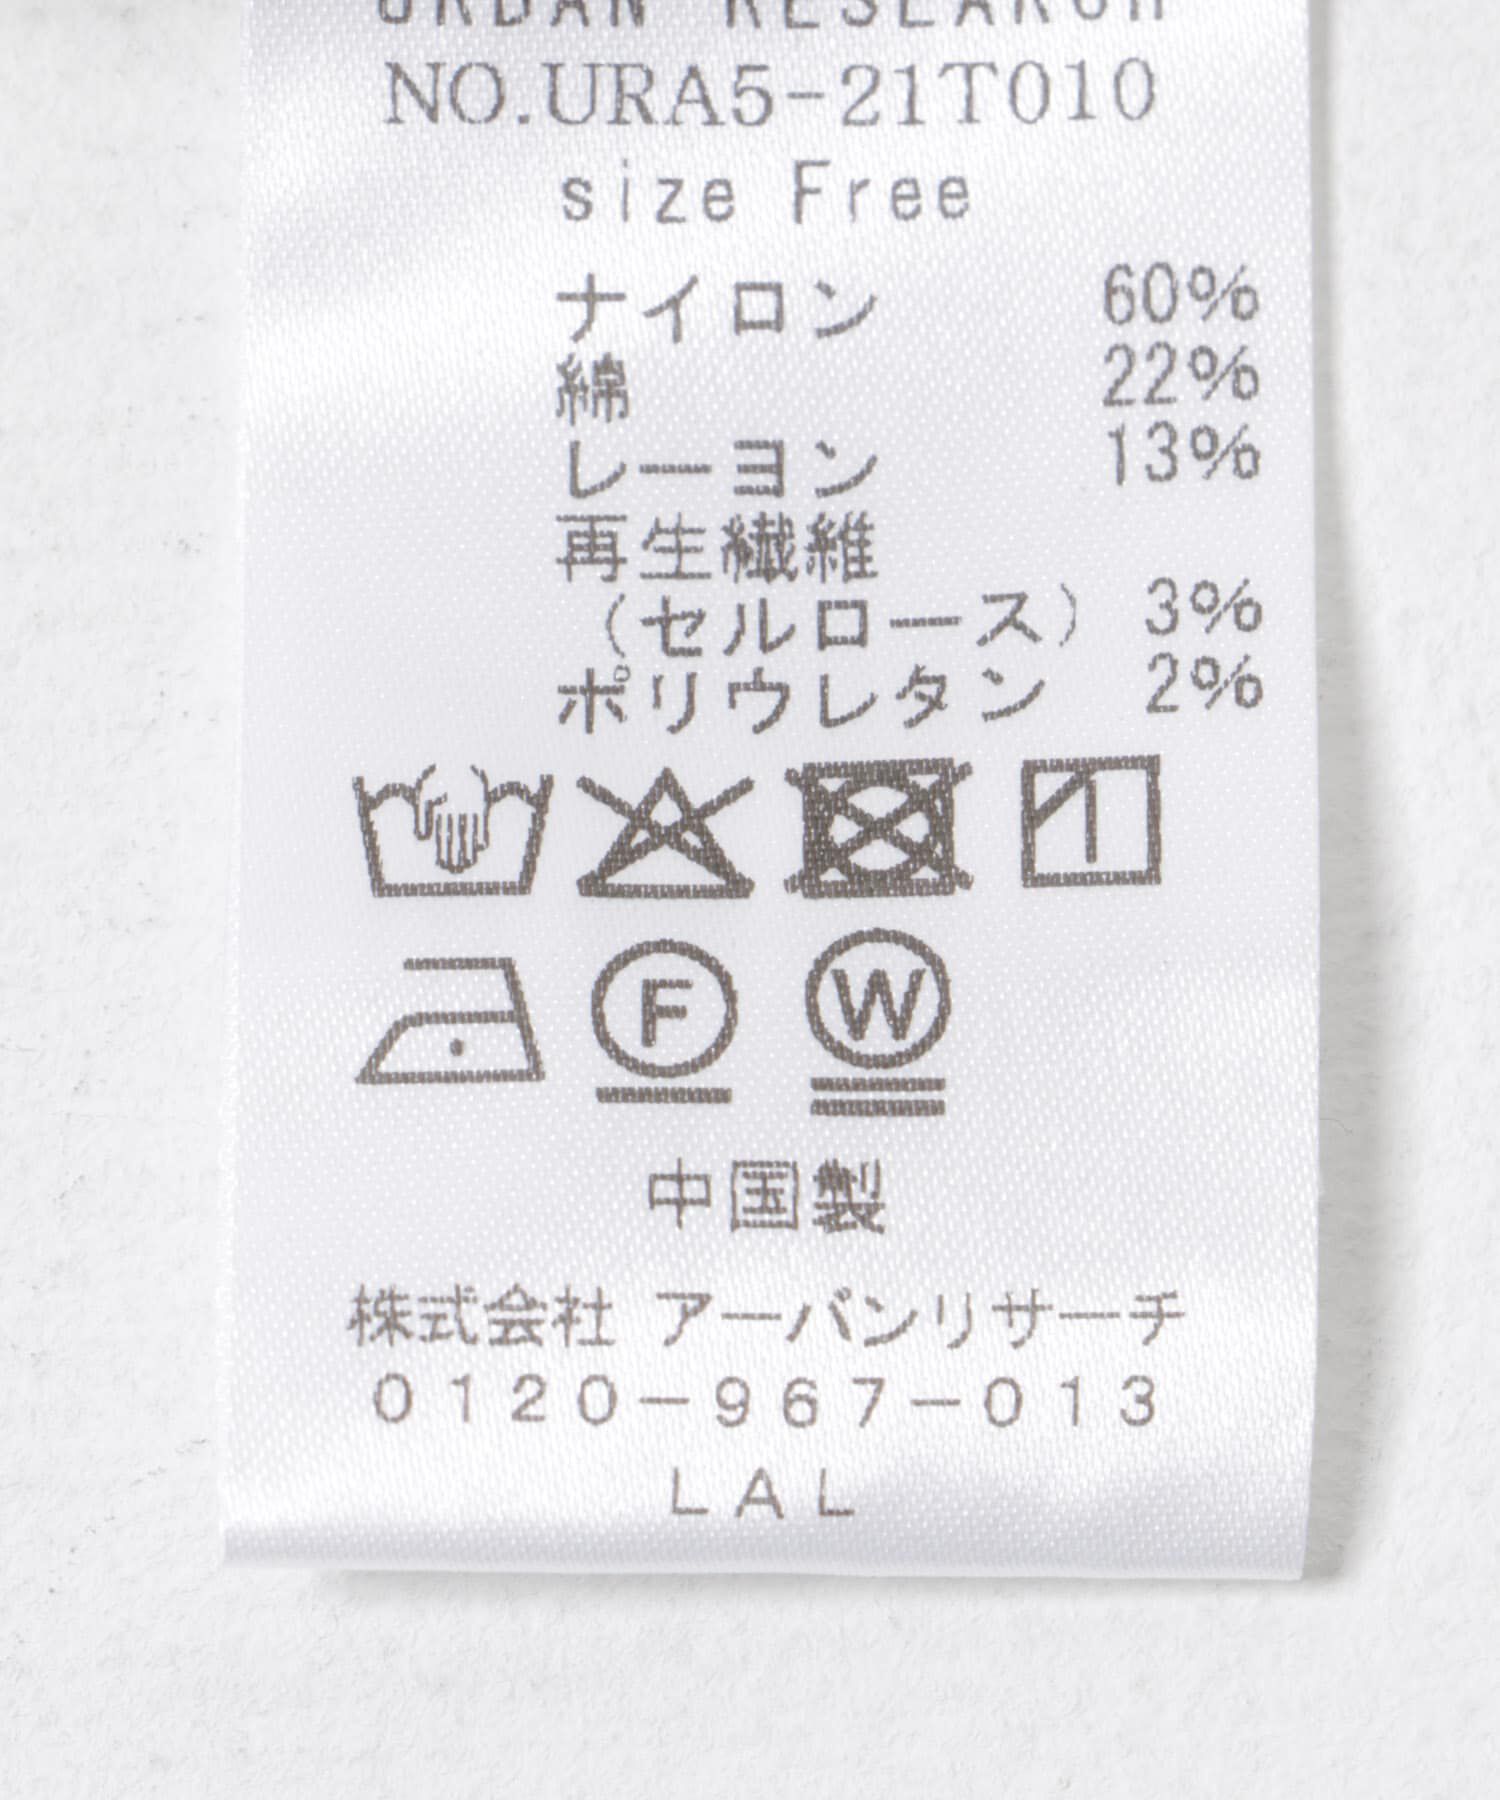 URBAN RESEARCH
NO.URA5-21T010
size Free
ナイロン 60%
綿 22%
レーヨン 13%
再生繊維
（セルロース） 3%
ポリウレタン 2%
F W
中国製
株式会社 アーバンリサーチ
0120-967-013
LAL